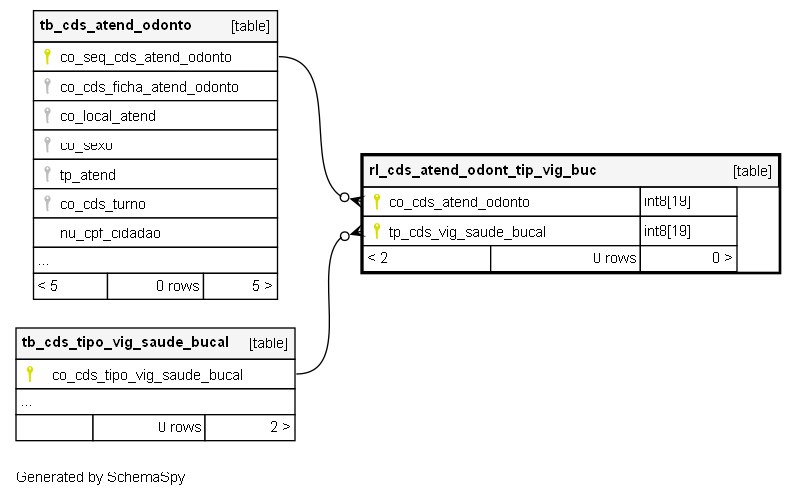 tb_cds_atend_odonto [table]
co_seq_cds_atend_odonto
co_cds_ficha_atend_odonto
co_local_atend
co_sexo
tp_atend
co_cds_turno
nu_cpf_cidadao
...
< 5 0 rows 5 >
rl_cds_atend_odont_tip_vig_buc [table]
co_cds_atend_odonto int8[19]
tp_cds_vig_saude_bucal int8[19]
< 2 0 rows 0 >
tb_cds_tipo_vig_saude_bucal [table]
co_cds_tipo_vig_saude_bucal
...
0 rows 2 >
Generated by SchemaSpy